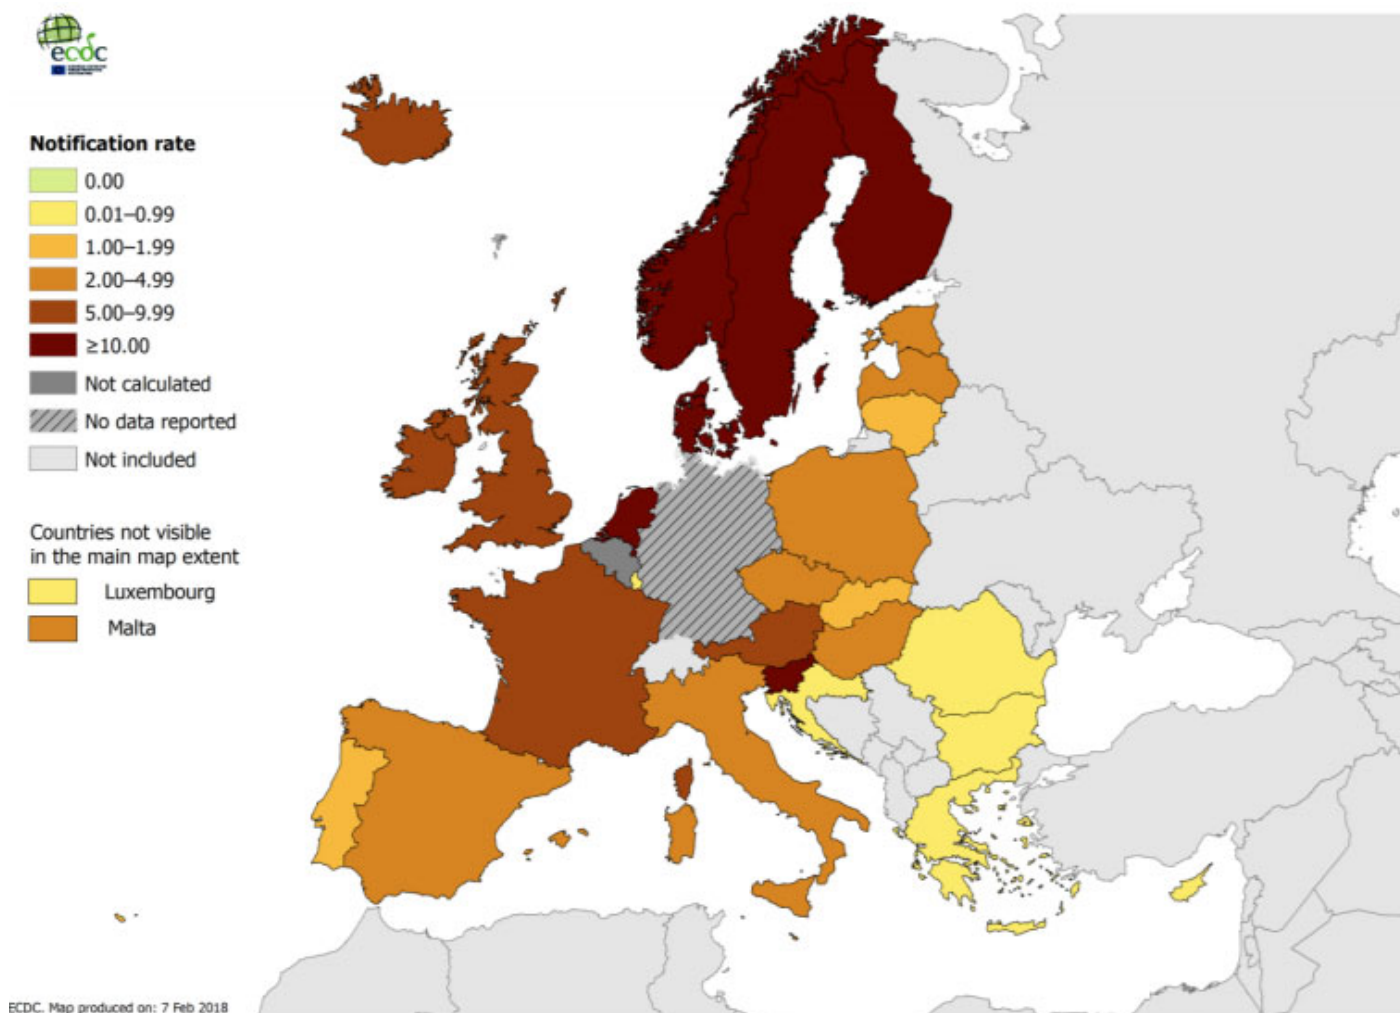 ecdc
Notification rate
0.00
0.01–0.99
1.00–1.99
2.00–4.99
5.00–9.99
≥10.00
Not calculated
No data reported
Not included
Countries not visible
in the main map extent
Luxembourg
Malta
ECDC. Map produced on: 7 Feb 2018